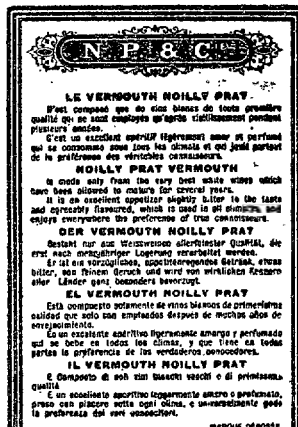 N. P. & Cie
LE VERMOUTH NOILLY PRAT
N'est composé que de vins blancs de toute première
qualité qui ne sont employés qu'après vieillissement pendant
plusieurs années.
C'est un excellent apéritif légèrement amer et parfumé
qui se consomme sous tous les climats et qui jouit partout
de la préférence des véritables connaisseurs.
NOILLY PRAT VERMOUTH
is made only from the very best white wines which
have been allowed to mature for several years.
It is an excellent appetizer slightly bitter to the taste
and agreeably flavoured, which is used in all climates and
enjoys everywhere the preference of true connoisseurs.
DER VERMOUTH NOILLY PRAT
Besteht nur aus Weissweinen allerbester Qualität, die
erst nach mehrjähriger Lagerung verarbeitet werden.
Er ist ein vorzügliches, appetitanregendes Getränk, etwas
bitter, von feinem Geruch und wird von wirklichen Kennern
aller Länder ganz besonders bevorzugt.
EL VERMOUTH NOILLY PRAT
Está compuesto solamente de vinos blancos de primerísima
calidad que solo son empleados después de muchos años de
envejecimiento.
Es un excelente aperitivo ligeramente amargo y perfumado
qui se bebe en todos los climas, y que tiene en todas
partes la preferencia de los verdaderos conocedores.
IL VERMOUTH NOILLY PRAT
È Composto di soli vini bianchi vecchi e di primissima
qualità
È un eccellente aperitivo leggermente amaro e profumato,
preso con piacere sotto ogni clima, e universalmente gode
la preferenza dei veri conoscitori.
MARQUE DÉPOSÉE